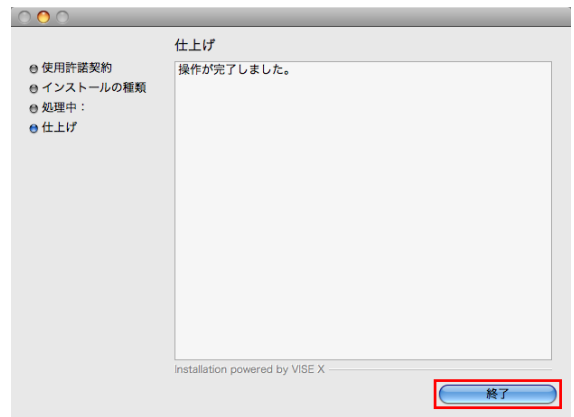 仕上げ
使用許諾契約
インストールの種類
処理中：
仕上げ
操作が完了しました。
Installation powered by VISE X
終了